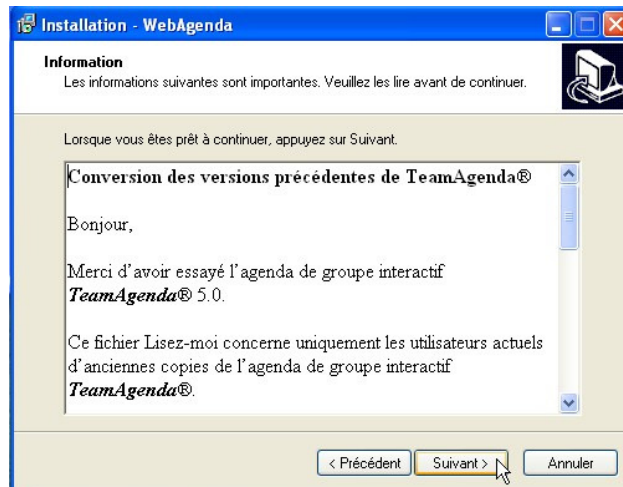 Installation - WebAgenda
Information
Les informations suivantes sont importantes. Veuillez les lire avant de continuer.
Lorsque vous êtes prêt à continuer, appuyez sur Suivant.
Conversion des versions précédentes de TeamAgenda®
Bonjour,
Merci d'avoir essayé l'agenda de groupe interactif
TeamAgenda® 5.0.
Ce fichier Lisez-moi concerne uniquement les utilisateurs actuels
d'anciennes copies de l'agenda de groupe interactif
TeamAgenda®.
< Précédent Suivant > Annuler